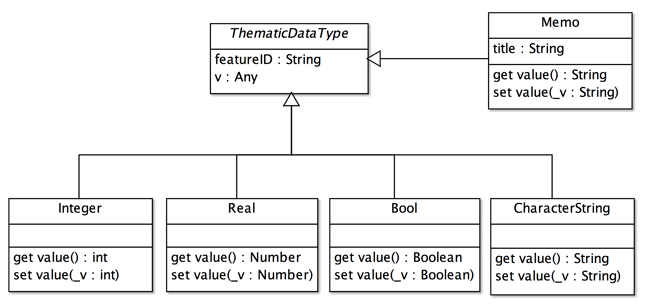 ThematicDataType
featureID : String
v : Any
Memo
title : String
get value() : String
set value(_v : String)
Integer
get value() : int
set value(_v : int)
Real
get value() : Number
set value(_v : Number)
Bool
get value() : Boolean
set value(_v : Boolean)
CharacterString
get value() : String
set value(_v : String)